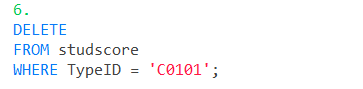 6.
DELETE
FROM studscore
WHERE TypeID = 'C0101';